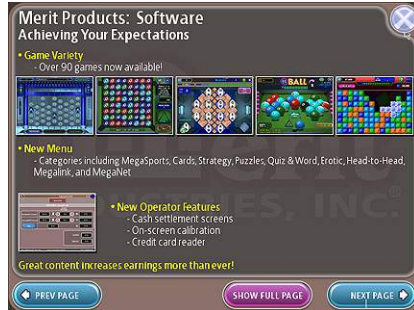 Merit Products: Software
Achieving Your Expectations
• Game Variety
- Over 90 games now available!
BALL
• New Menu
- Categories including MegaSports, Cards, Strategy, Puzzles, Quiz & Word, Erotic, Head-to-Head,
Megalink, and MegaNet
• New Operator Features
- Cash settlement screens
- On-screen calibration
- Credit card reader
INDUSTRIES, INC.
Great content increases earnings more than ever!
PREV PAGE
SHOW FULL PAGE
NEXT PAGE